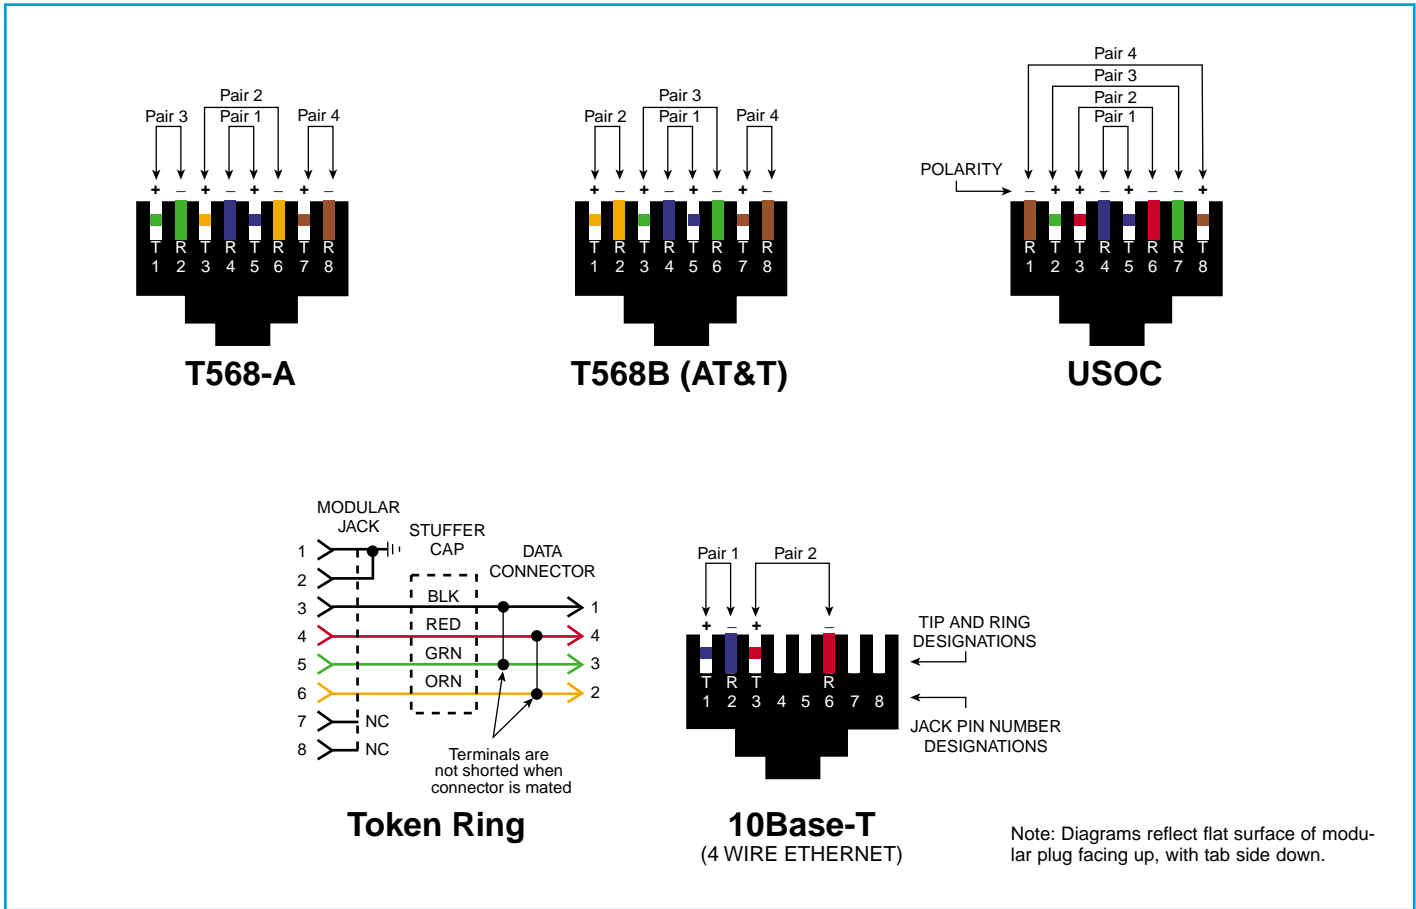 Pair 2
Pair 3 Pair 1 Pair 4
+ – + – + – + –
T R T R T R T R
1 2 3 4 5 6 7 8
T568-A
Pair 3
Pair 2 Pair 1 Pair 4
+ – + – + – + –
T R T R T R T R
1 2 3 4 5 6 7 8
T568B (AT&T)
Pair 4
Pair 3
Pair 2
Pair 1
POLARITY
– + + – + – – +
R T T R T R R T
1 2 3 4 5 6 7 8
USOC
MODULAR
JACK
STUFFER
CAP
DATA
CONNECTOR
1
2
3 BLK 1
4 RED 4
5 GRN 3
6 ORN 2
7 NC
8 NC
Terminals are
not shorted when
connector is mated
Token Ring
Pair 1 Pair 2
+ – + –
T R T R
1 2 3 4 5 6 7 8
TIP AND RING
DESIGNATIONS
JACK PIN NUMBER
DESIGNATIONS
10Base-T
(4 WIRE ETHERNET)
Note: Diagrams reflect flat surface of modu-
lar plug facing up, with tab side down.